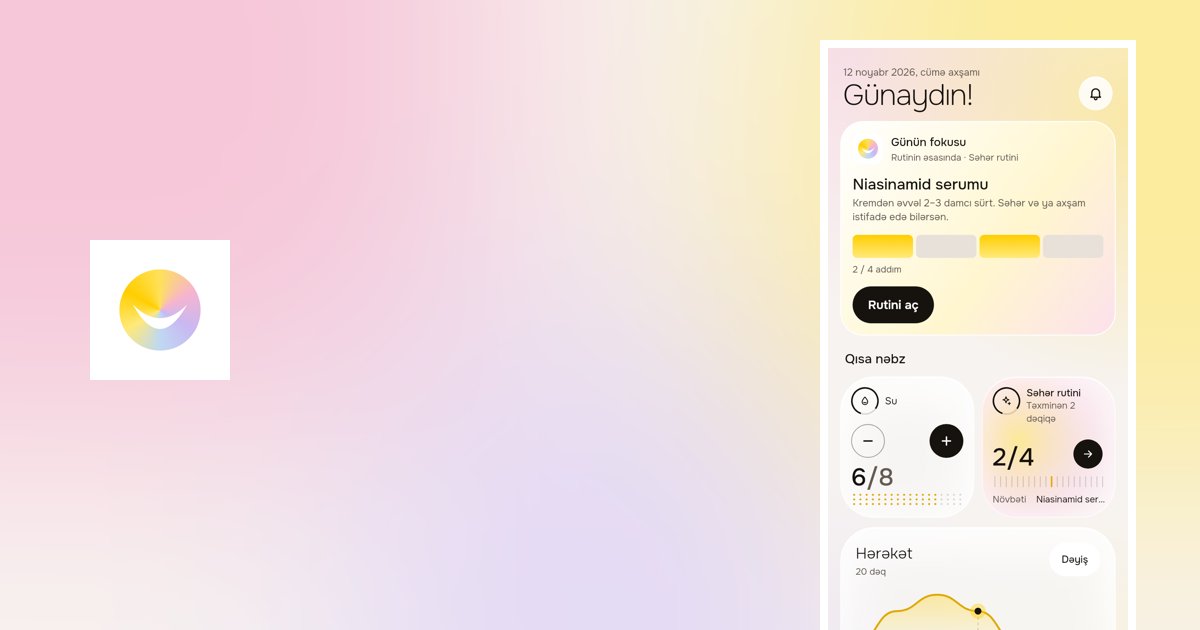 12 noyabr 2026, cümə axşamı
Günaydın!
Günün fokusu
Rutinin əsasında · Səhər rutini
Niasinamid serumu
Kremdən əvvəl 2–3 damcı sürt. Səhər və ya axşam
istifadə edə bilərsən.
2 / 4 addım
Rutini aç
Qısa nəbz
Su
6/8
Səhər rutini
Təxminən 2
dəqiqə
2/4
Növbəti Niasinamid ser...
Hərəkət
20 dəq
Dəyiş